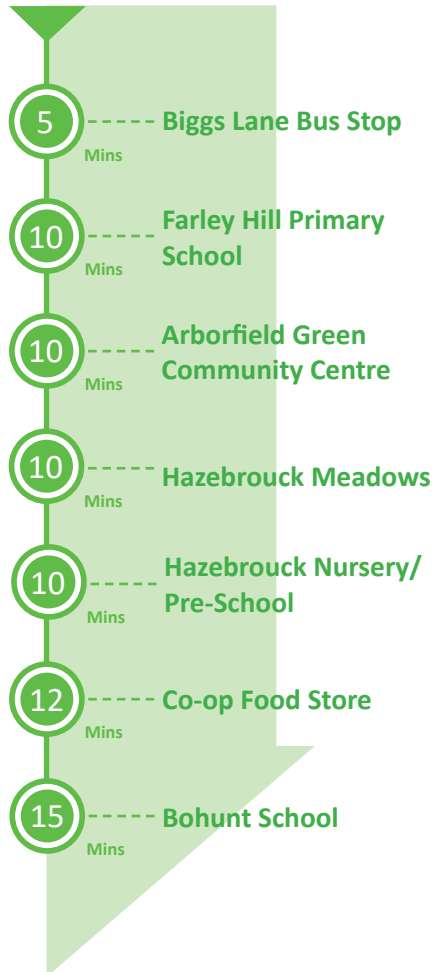 5
Mins
Biggs Lane Bus Stop
10
Mins
Farley Hill Primary
School
10
Mins
Arborfield Green
Community Centre
10
Mins
Hazebrouck Meadows
10
Mins
Hazebrouck Nursery/
Pre-School
12
Mins
Co-op Food Store
15
Mins
Bohunt School